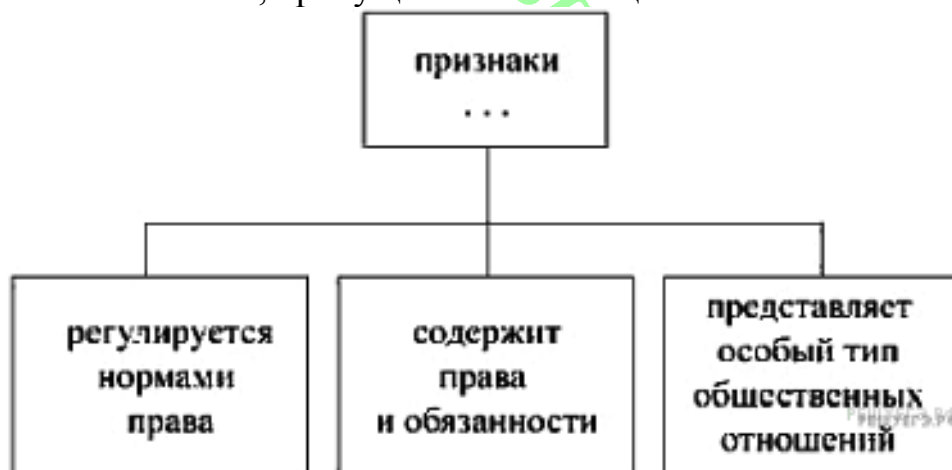 признаки
. . .
регулируется
нормами
права
содержит
права
и обязанности
представляет
особый тип
общественных
отношений